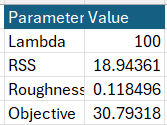 Parameter Value
Lambda 100
RSS 18.94361
Roughness 0.118496
Objective 30.79318